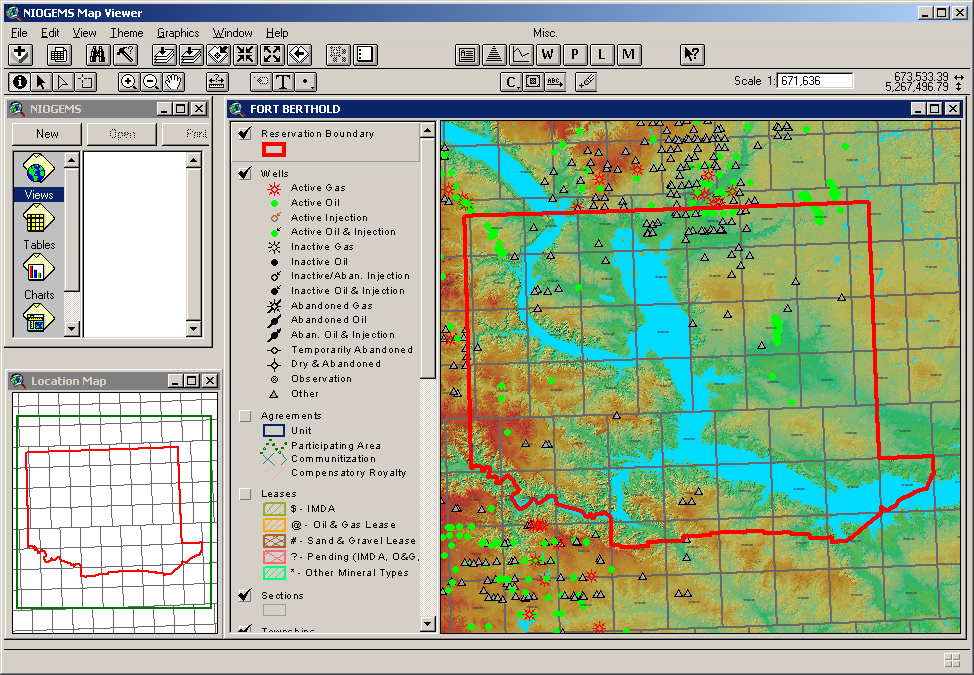 NIOGEMS Map Viewer
File Edit View Theme Graphics Window Help Misc.
W P L M
T C ABC Scale 1: 671,636 673,533.39
5,267,496.79
NIOGEMS
New Open
Views
Tables
Charts
Location Map
FORT BERTHOLD
Reservation Boundary
Wells
Active Gas
Active Oil
Active Injection
Active Oil & Injection
Inactive Gas
Inactive Oil
Inactive/Aban. Injection
Inactive Oil & Injection
Abandoned Gas
Abandoned Oil
Aban. Oil & Injection
Temporarily Abandoned
Dry & Abandoned
Observation
Other
Agreements
Unit
Participating Area
Communitization
Compensatory Royalty
Leases
$ - IMDA
@ - Oil & Gas Lease
# - Sand & Gravel Lease
? - Pending (IMDA, O&G,
* - Other Mineral Types
Sections
Townships